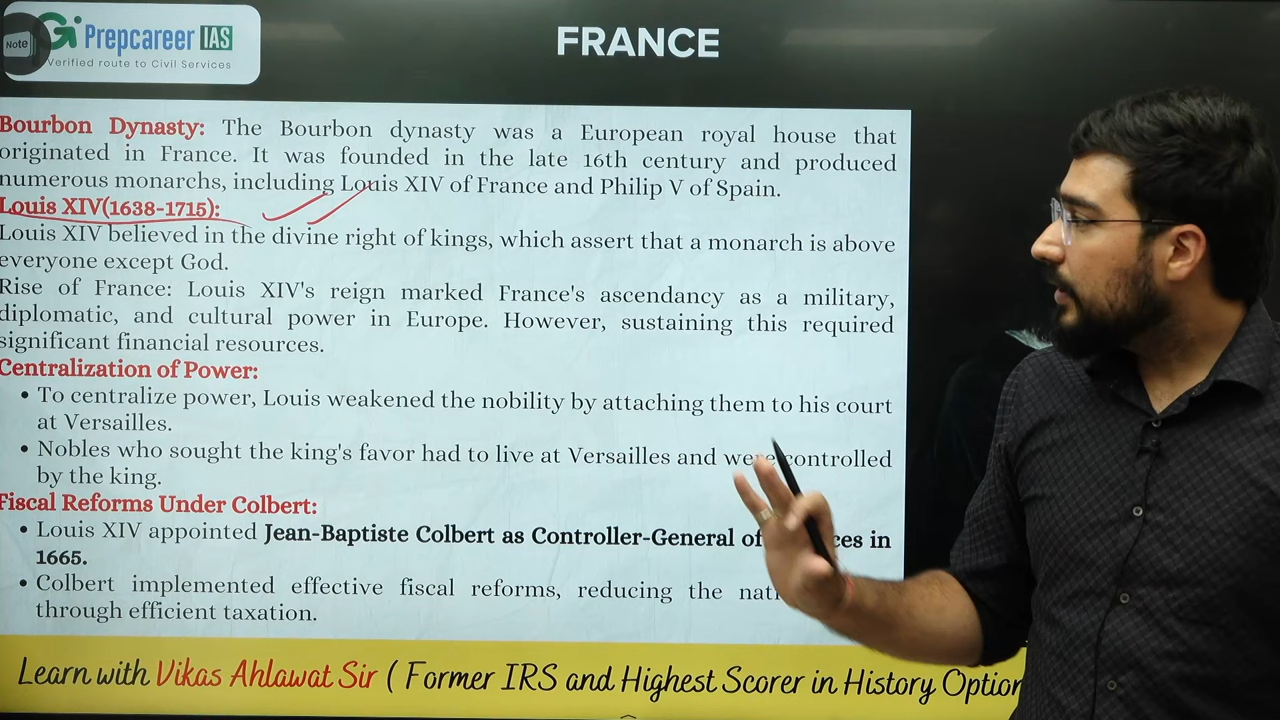 Note
Prepcareer IAS
Verified route to Civil Services
FRANCE
Bourbon Dynasty: The Bourbon dynasty was a European royal house that
originated in France. It was founded in the late 16th century and produced
numerous monarchs, including Louis XIV of France and Philip V of Spain.
Louis XIV(1638-1715):
Louis XIV believed in the divine right of kings, which assert that a monarch is above
everyone except God.
Rise of France: Louis XIV's reign marked France's ascendancy as a military,
diplomatic, and cultural power in Europe. However, sustaining this required
significant financial resources.
Centralization of Power:
• To centralize power, Louis weakened the nobility by attaching them to his court
at Versailles.
• Nobles who sought the king's favor had to live at Versailles and were controlled
by the king.
Fiscal Reforms Under Colbert:
• Louis XIV appointed Jean-Baptiste Colbert as Controller-General of in
1665.
• Colbert implemented effective fiscal reforms, reducing the
through efficient taxation.
Learn with Vikas Ahlawat Sir ( Former IRS and Highest Scorer in History